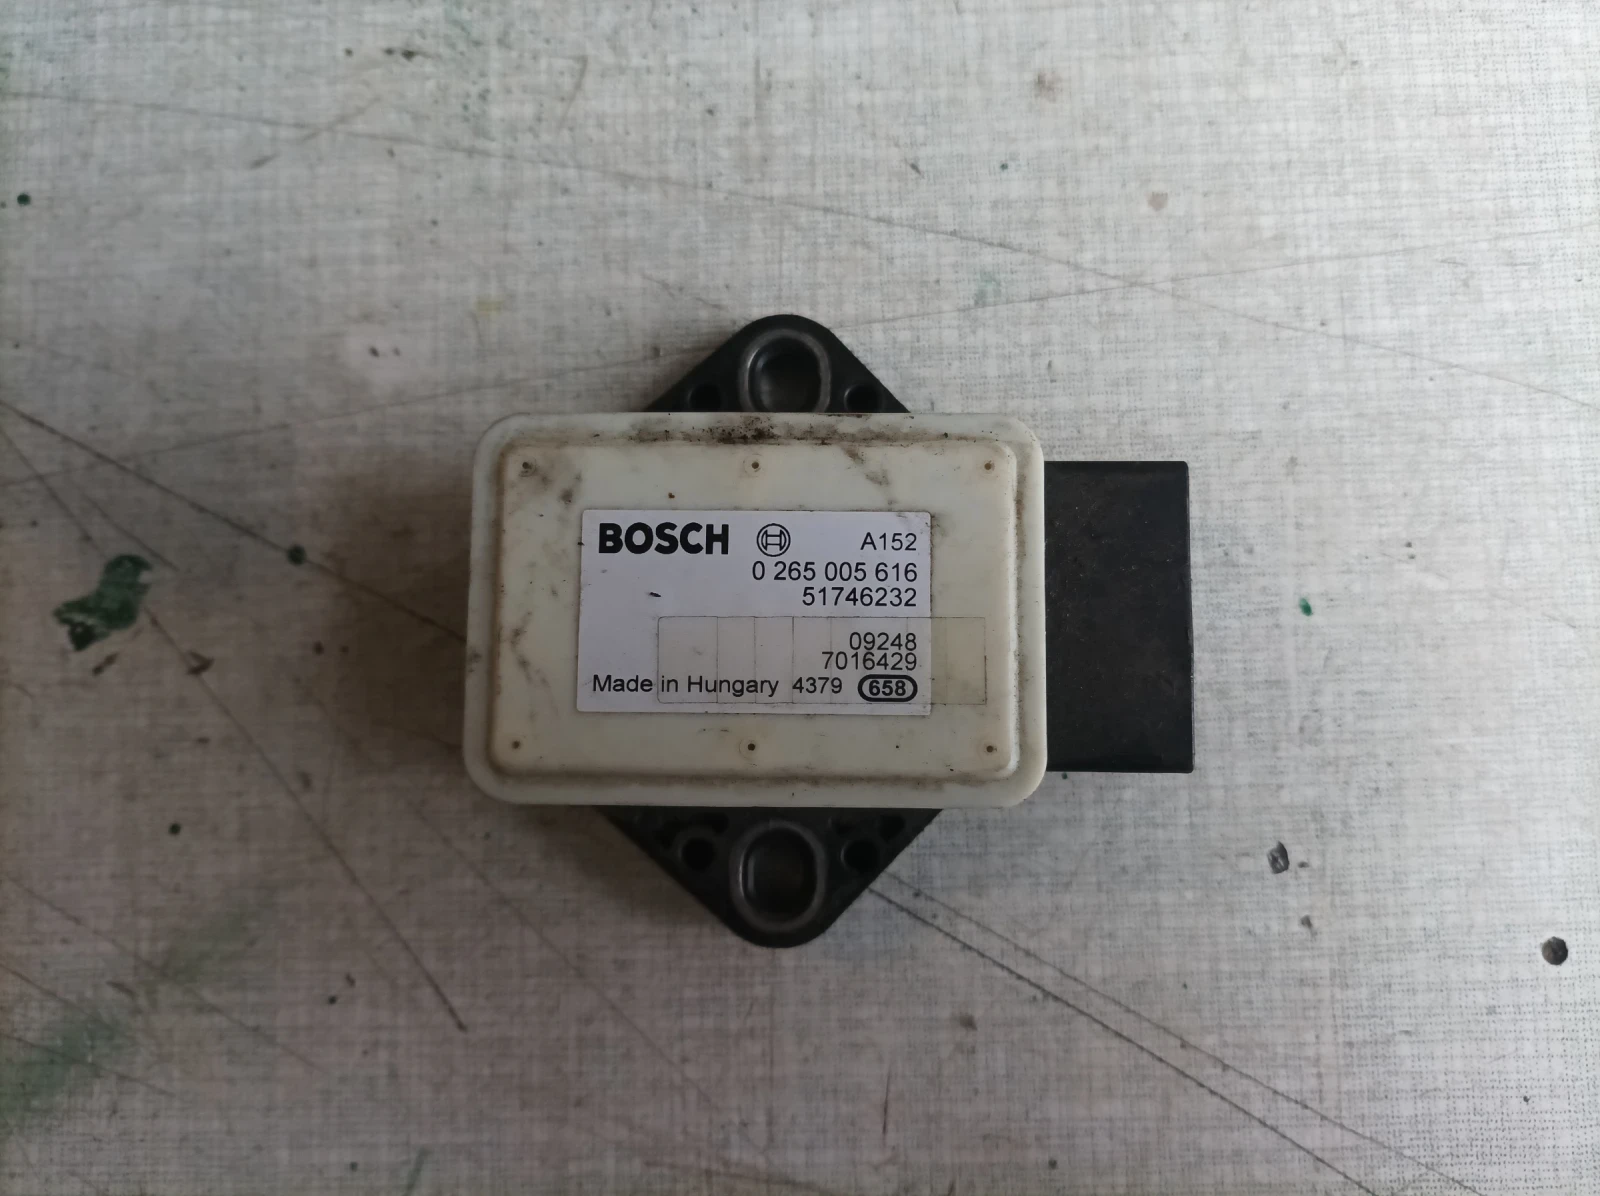 BOSCH A152
0 265 005 616
51746232
09248
7016429
Made in Hungary 4379 658